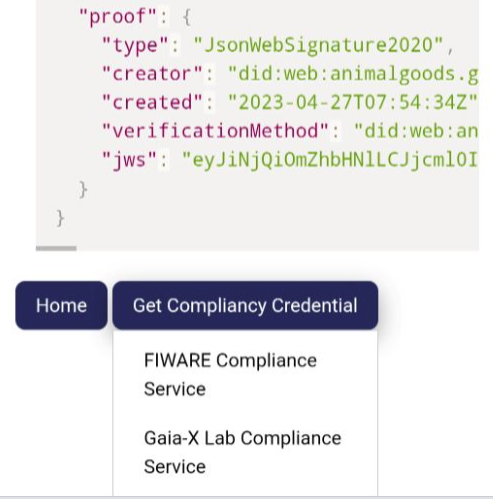 "proof": {
"type": "JsonWebSignature2020",
"creator": "did:web:animalgoods.g
"created": "2023-04-27T07:54:34Z"
"verificationMethod": "did:web:an
"jws": "eyJiNjQiOmZhbHNlLCJjcml0I
}
}
Home
Get Compliancy Credential
FIWARE Compliance
Service
Gaia-X Lab Compliance
Service